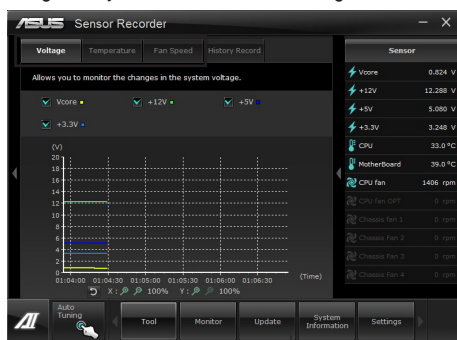 ASUS Sensor Recorder
Voltage Temperature Fan Speed History Record
Allows you to monitor the changes in the system voltage.
Vcore +12V +5V
+3.3V
(V)
20
18
16
14
12
10
8
6
4
2
0
01:04:00 01:04:30 01:05:00 01:05:30 01:06:00 01:06:30 (Time)
X: 100% Y: 100%
Sensor
Vcore 0.824 V
+12V 12.288 V
+5V 5.080 V
+3.3V 3.248 V
CPU 33.0 ºC
MotherBoard 39.0 ºC
CPU fan 1406 rpm
CPU fan OPT 0 rpm
Chassis fan 1 0 rpm
Chassis Fan 2 0 rpm
Chassis Fan 3 0 rpm
Chassis Fan 4 0 rpm
Auto
Tuning
Tool Monitor Update System
Information Settings